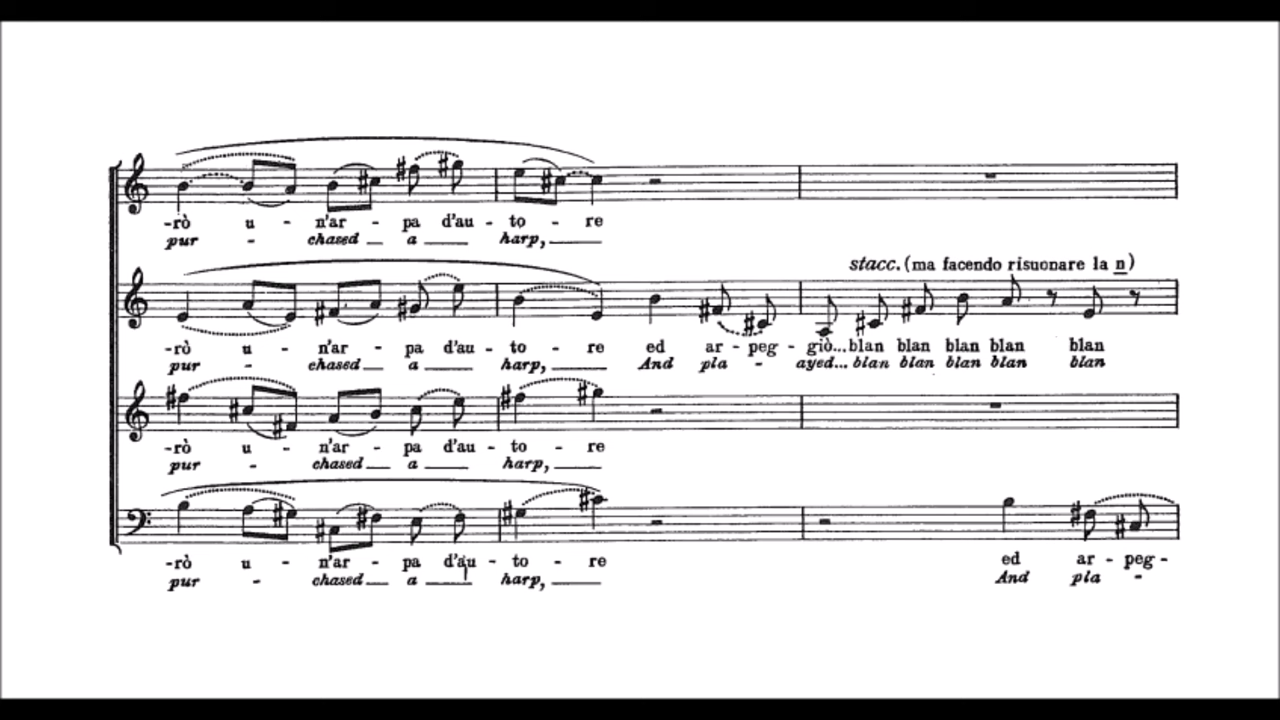 -rò u - n'ar - pa d'au - to - re
pur - chased a harp,
stacc. (ma facendo risuonare la n)
-rò u - n'ar - pa d'au - to - re ed ar - peg - giò...blan blan blan blan blan
pur - chased a harp, And pla - ayed...blan blan blan blan blan
-rò u - n'ar - pa d'au - to - re
pur - chased a harp,
-rò u - n'ar - pa d'au - to - re ed ar - peg -
pur - chased a harp, And pla -